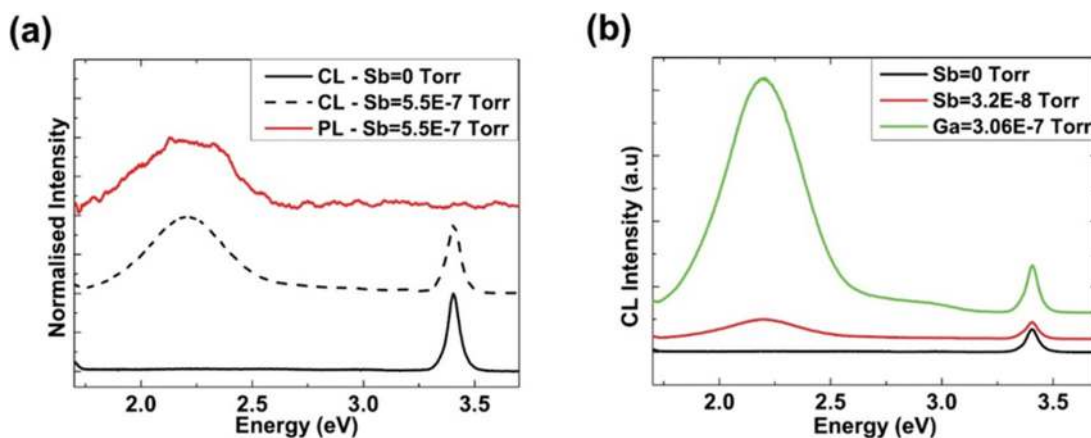 (a)
CL - Sb=0 Torr
CL - Sb=5.5E-7 Torr
PL - Sb=5.5E-7 Torr
Normalised Intensity
2.0 2.5 3.0 3.5
Energy (eV)
(b)
Sb=0 Torr
Sb=3.2E-8 Torr
Ga=3.06E-7 Torr
CL Intensity (a.u)
2.0 2.5 3.0 3.5
Energy (eV)